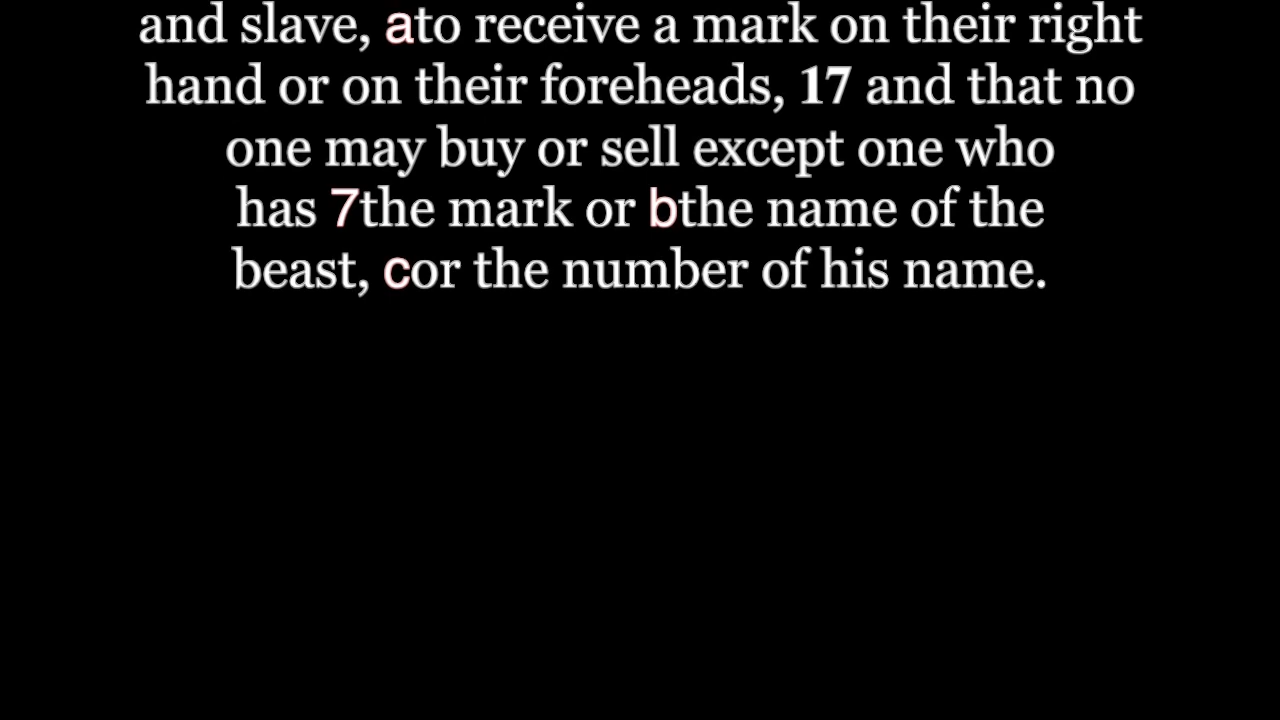 and slave, ato receive a mark on their right
hand or on their foreheads, 17 and that no
one may buy or sell except one who
has 7the mark or bthe name of the
beast, cor the number of his name.